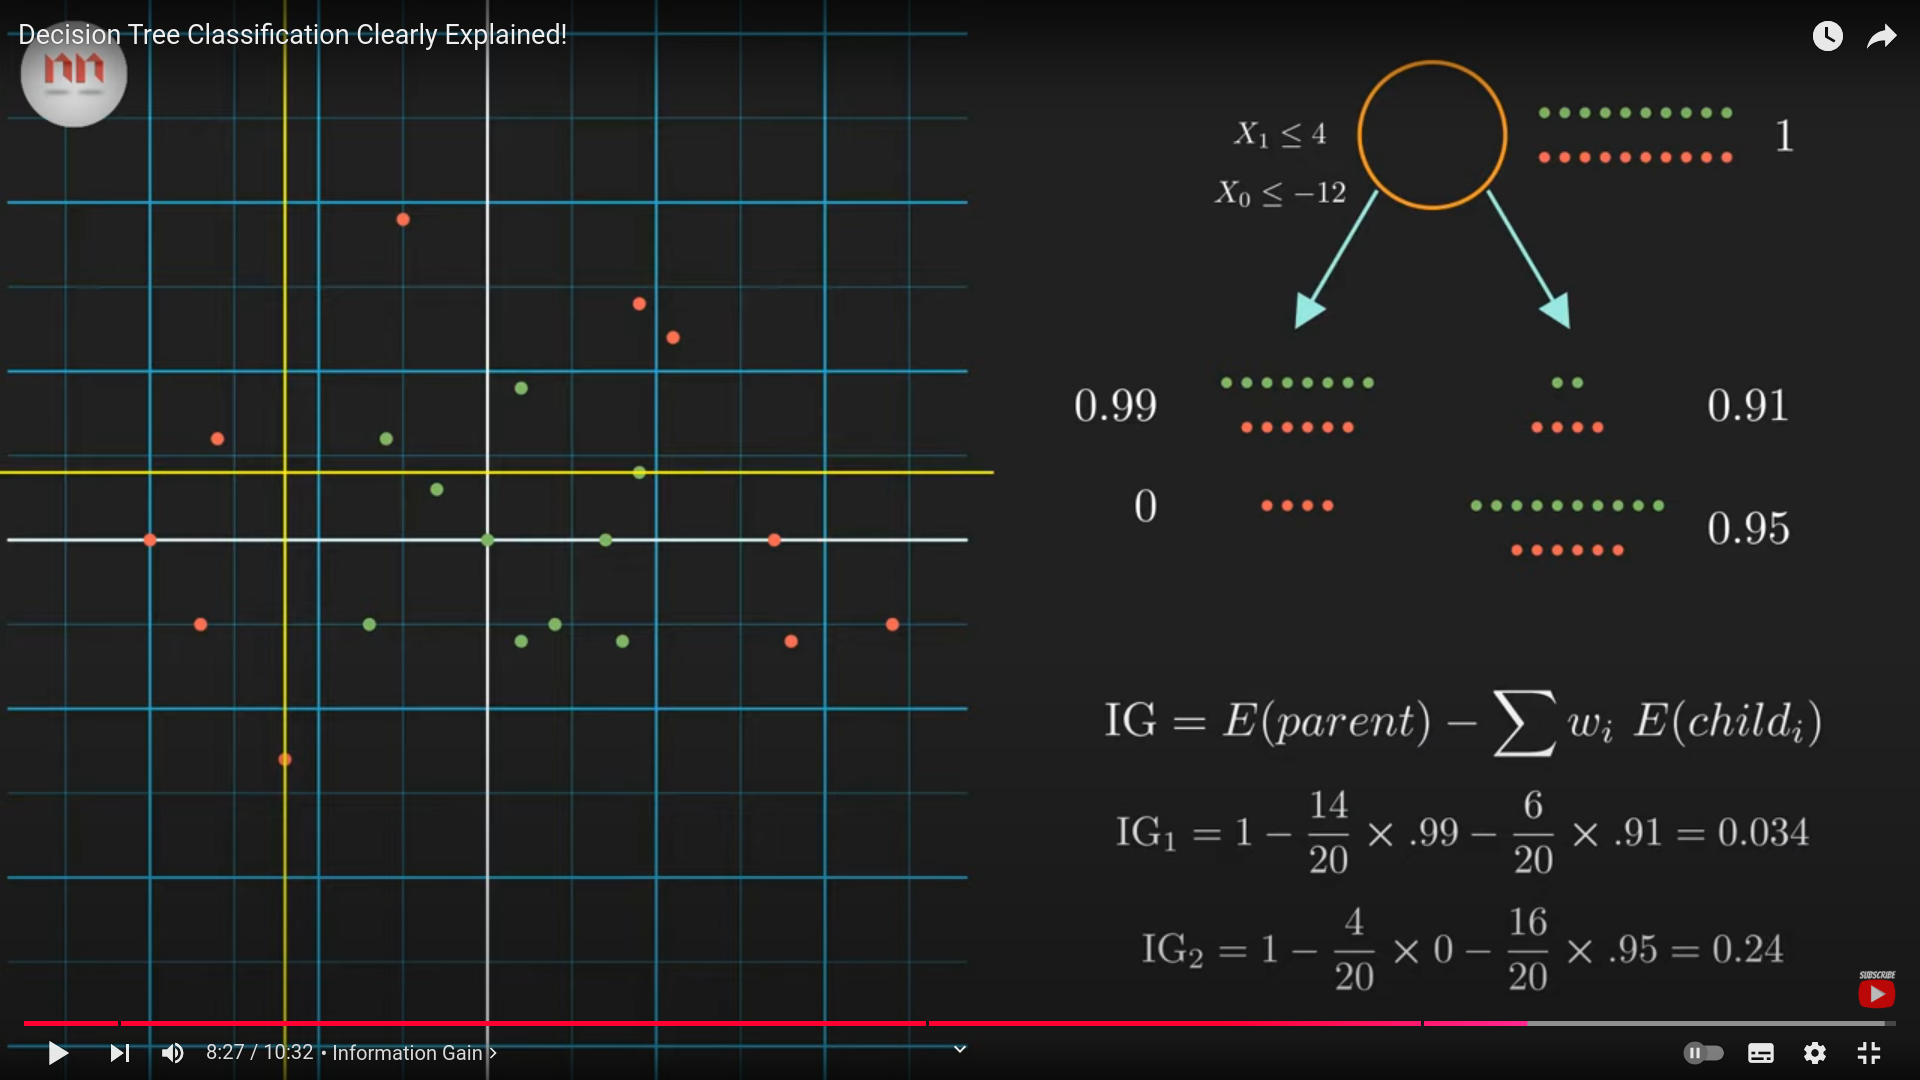 Decision Tree Classification Clearly Explained!
nn
X₁ ≤ 4
1
X₀ ≤ −12
0.99
0.91
0
0.95
IG = E(parent) − ∑ wᵢ E(childᵢ)
IG₁ = 1 − 14/20 × .99 − 6/20 × .91 = 0.034
IG₂ = 1 − 4/20 × 0 − 16/20 × .95 = 0.24
SUBSCRIBE
8:27 / 10:32 • Information Gain >